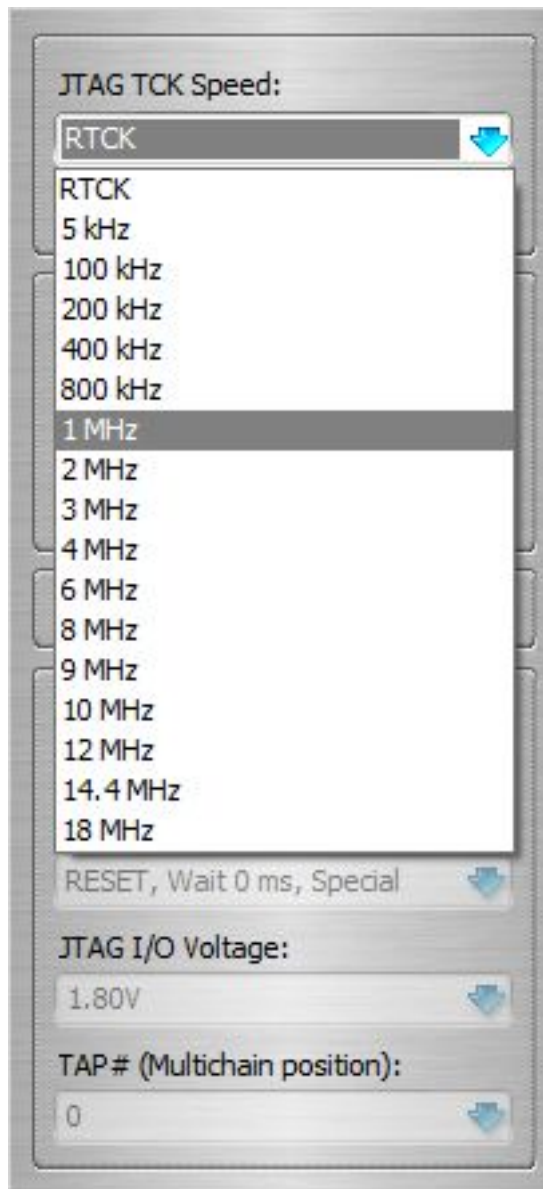 JTAG TCK Speed:
RTCK
RTCK
5 kHz
100 kHz
200 kHz
400 kHz
800 kHz
1 MHz
2 MHz
3 MHz
4 MHz
6 MHz
8 MHz
9 MHz
10 MHz
12 MHz
14.4 MHz
18 MHz
RESET, Wait 0 ms, Special
JTAG I/O Voltage:
1.80V
TAP# (Multichain position):
0